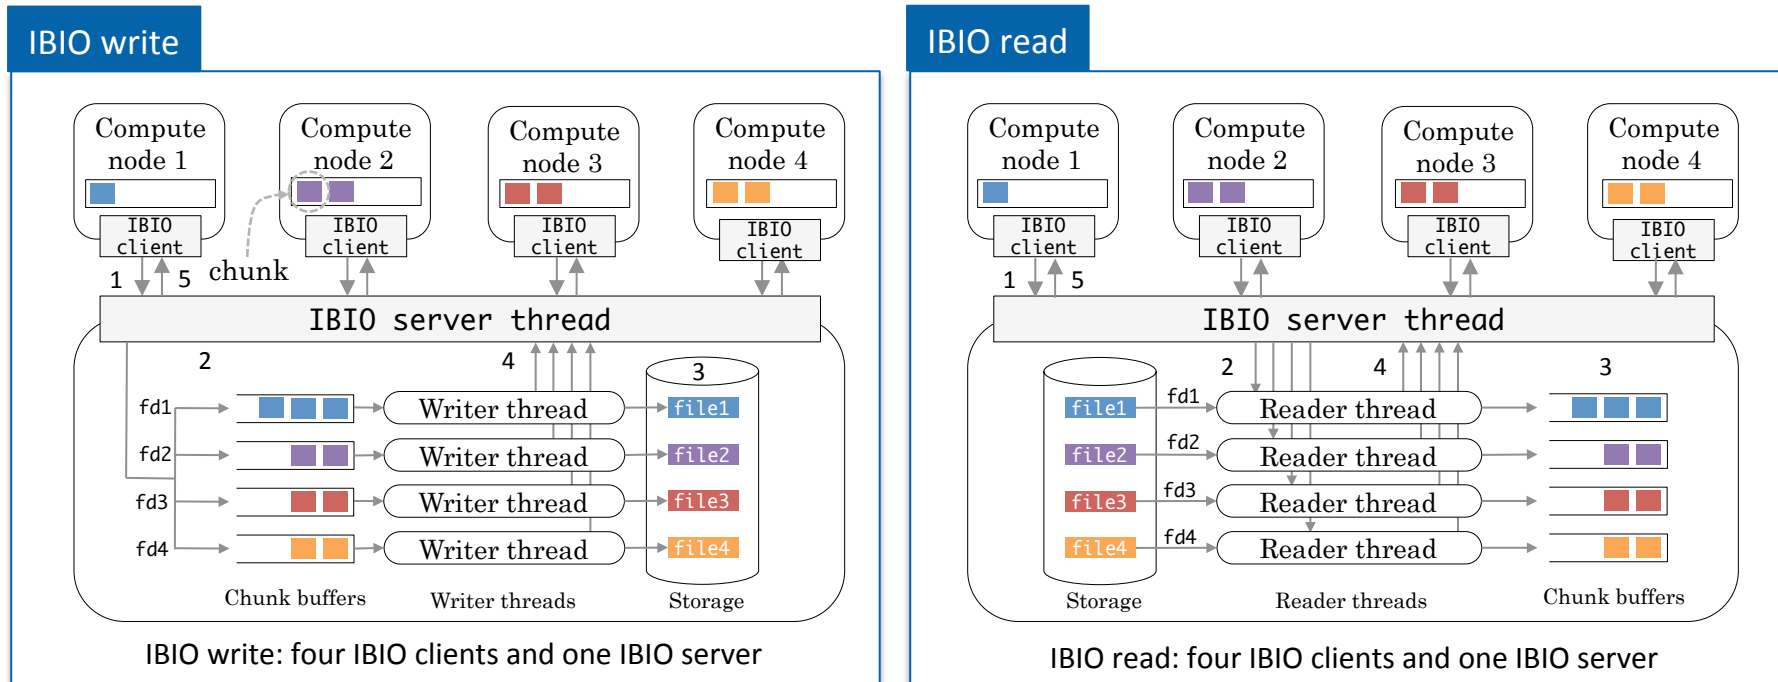 IBIO write
Compute
node 1
Compute
node 2
Compute
node 3
Compute
node 4
IBIO
client
IBIO
client
IBIO
client
IBIO
client
chunk
1
5
IBIO server thread
2
4
3
fd1
Writer thread
file1
fd2
Writer thread
file2
fd3
Writer thread
file3
fd4
Writer thread
file4
Chunk buffers
Writer threads
Storage
IBIO write: four IBIO clients and one IBIO server
IBIO read
Compute
node 1
Compute
node 2
Compute
node 3
Compute
node 4
IBIO
client
IBIO
client
IBIO
client
IBIO
client
1
5
IBIO server thread
2
4
3
file1
fd1
Reader thread
file2
fd2
Reader thread
file3
fd3
Reader thread
file4
fd4
Reader thread
Storage
Reader threads
Chunk buffers
IBIO read: four IBIO clients and one IBIO server